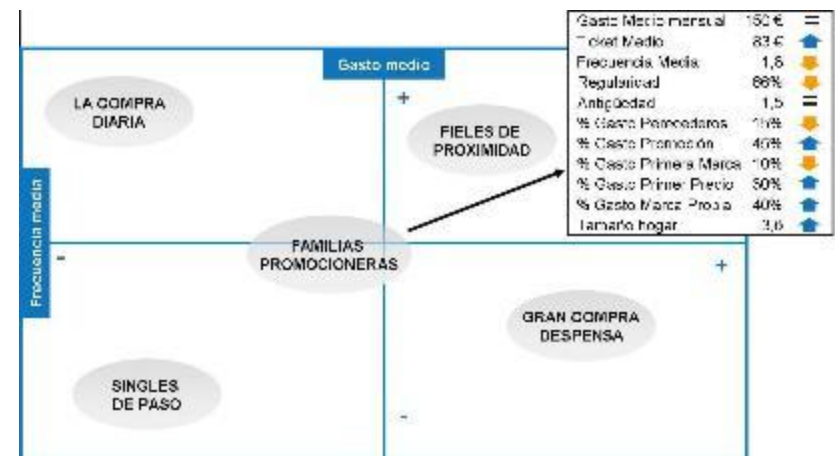 Gasto Medio mensual 150 € =
Ticket Medio 83 €
Frecuencia Media 1,8
Regularidad 86%
Antigüedad 1,5 =
% Gasto Perecederos 15%
% Gasto Promoción 45%
% Gasto Primera Marca 10%
% Gasto Primer Precio
% Gasto Marca Propia 40%
Tamaño hogar 3,6
Gasto medio
+
LA COMPRA
DIARIA
FIELES DE
PROXIMIDAD
Frecuencia media
-
FAMILIAS
PROMOCIONERAS
+
GRAN COMPRA
DESPENSA
SINGLES
DE PASO
-